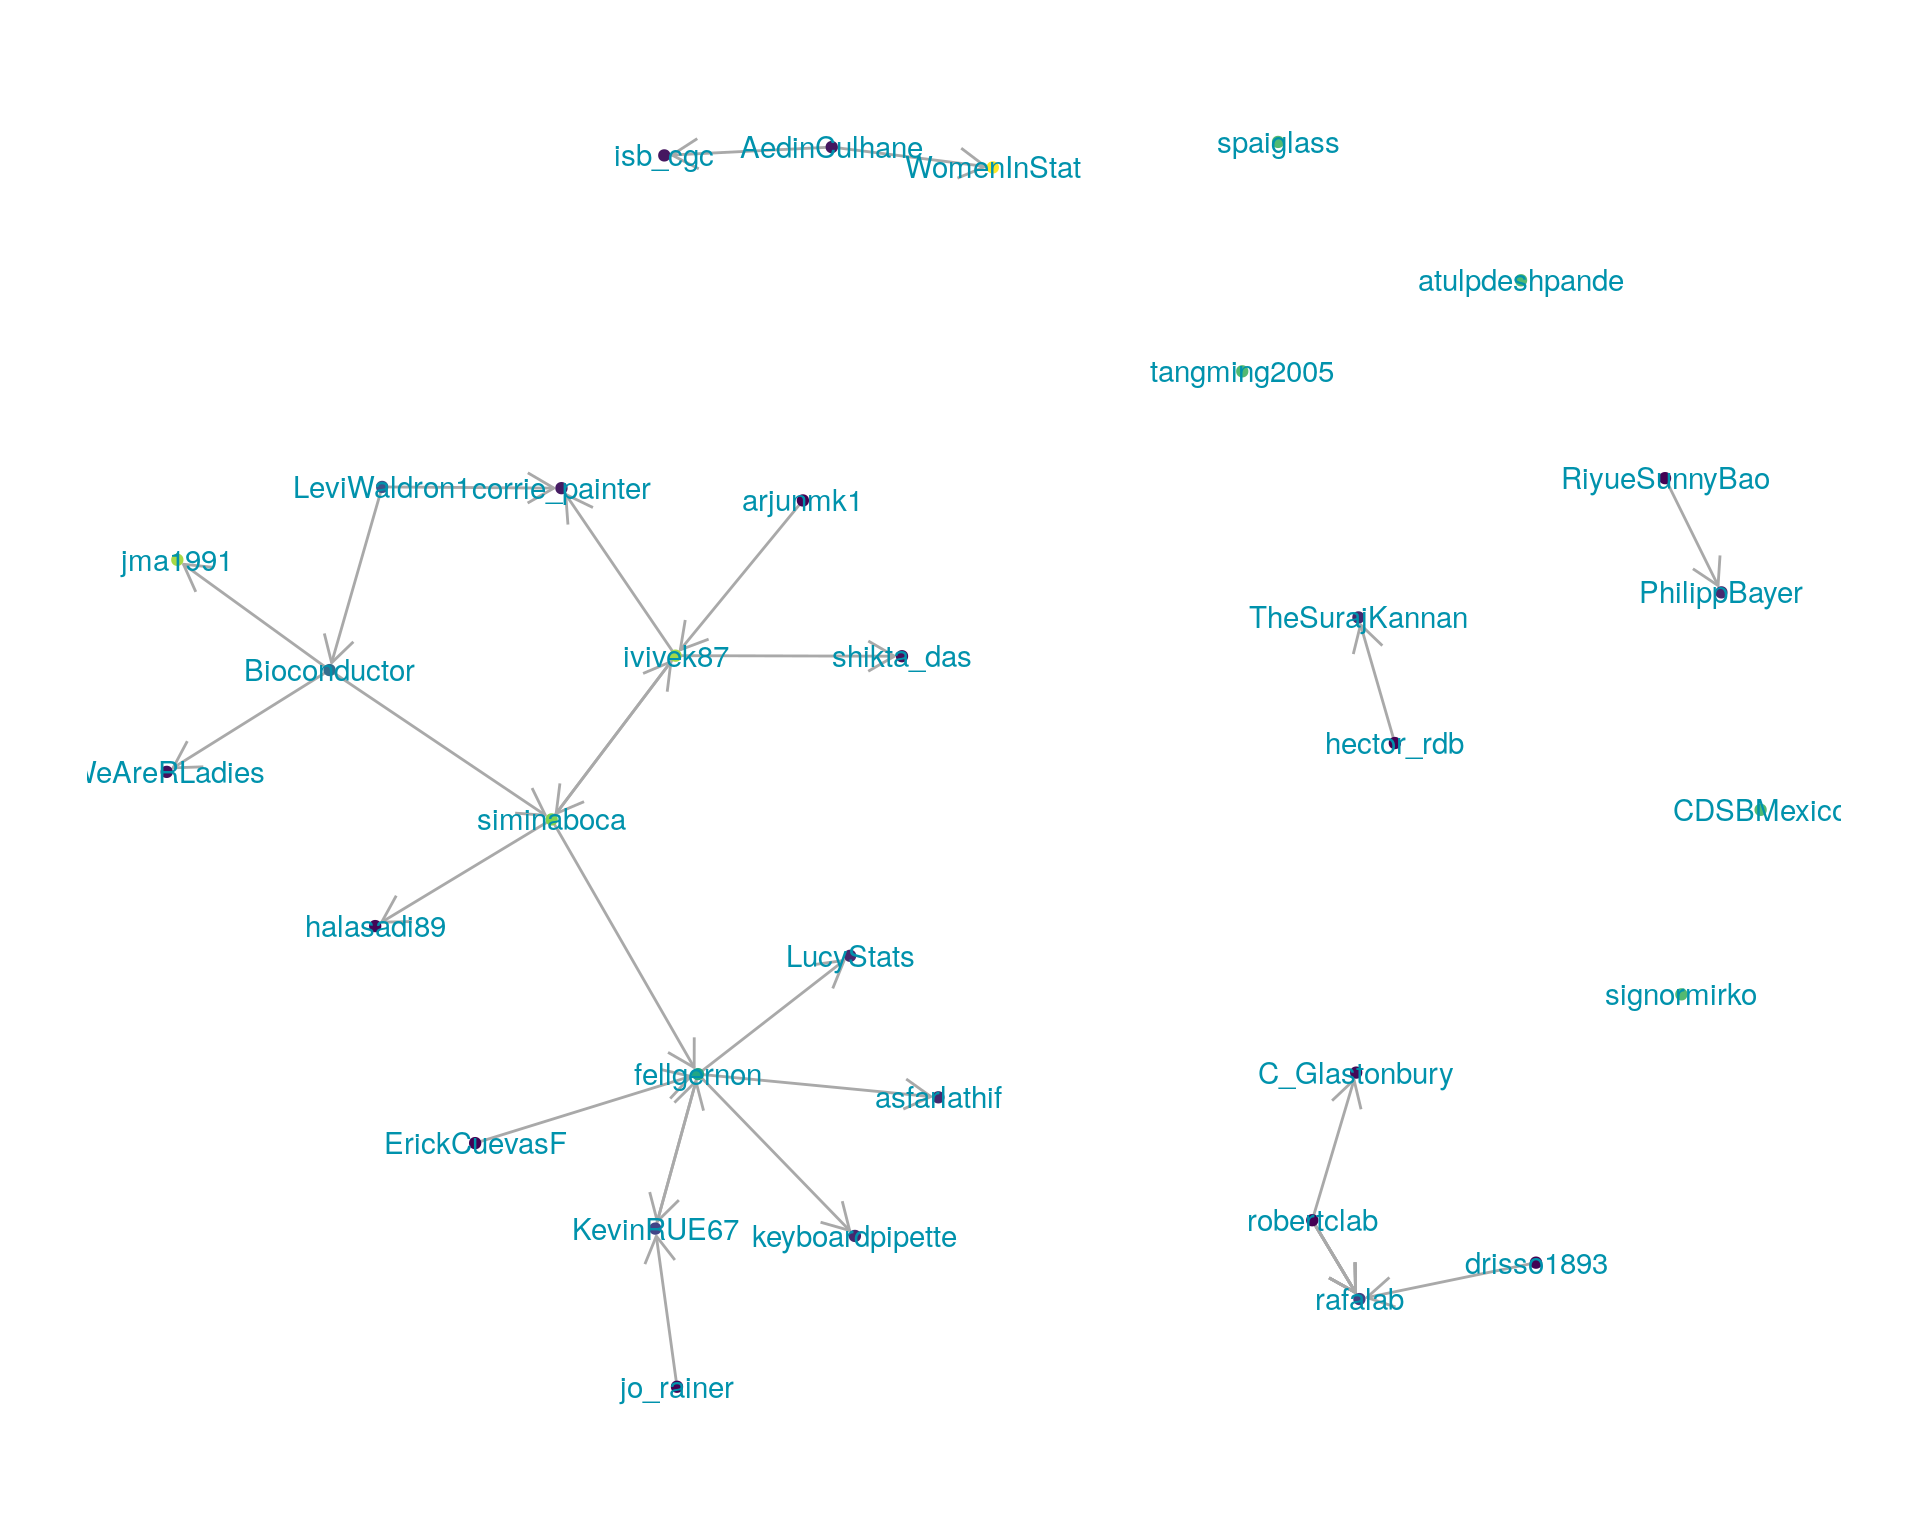 spaiglass
isb_cgc
AedinCulhane
WomenInStat
atulpdeshpande
tangming2005
RiyueSunnyBao
LeviWaldron1
corrie_painter
arjunmk1
jma1991
PhilippBayer
TheSurajKannan
ivivek87
shikta_das
Bioconductor
hector_rdb
VeAreRLadies
CDSBMexico
siminaboca
halasadi89
LucyStats
signormirko
fellgernon
C_Glastonbury
asfarlathif
ErickCuevasF
robertclab
KevinRUE67
keyboardpipette
drisso1893
rafalab
jo_rainer